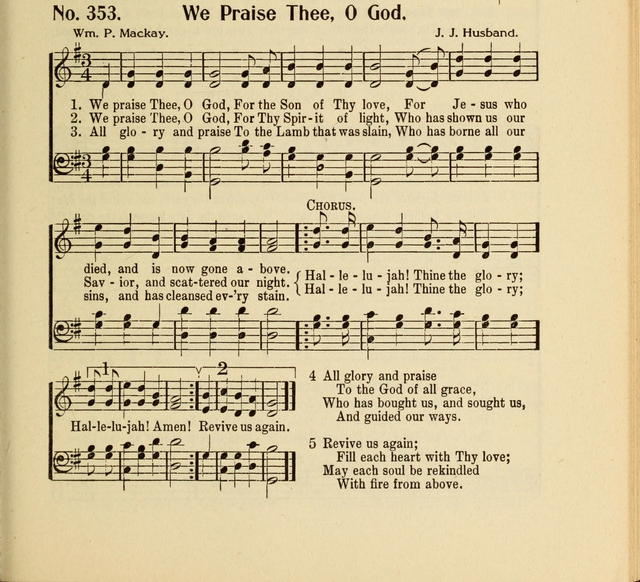 No. 353. We Praise Thee, O God.
Wm. P. Mackay. J. J. Husband.
1. We praise Thee, O God, For the Son of Thy love, For Je - sus who
2. We praise Thee, O God, For Thy Spir - it of light, Who has shown us our
3. All glo - ry and praise To the Lamb that was slain, Who has borne all our
CHORUS.
died, and is now gone a - bove.
Sav - ior, and scat-tered our night.
sins, and has cleansed ev-'ry stain.
Hal - le - lu - jah! Thine the glo - ry;
Hal - le - lu - jah! Thine the glo - ry;
1 2
Hal-le-lu-jah! Amen! Revive us again.
4 All glory and praise
To the God of all grace,
Who has bought us, and sought us,
And guided our ways.
5 Revive us again;
Fill each heart with Thy love;
May each soul be rekindled
With fire from above.